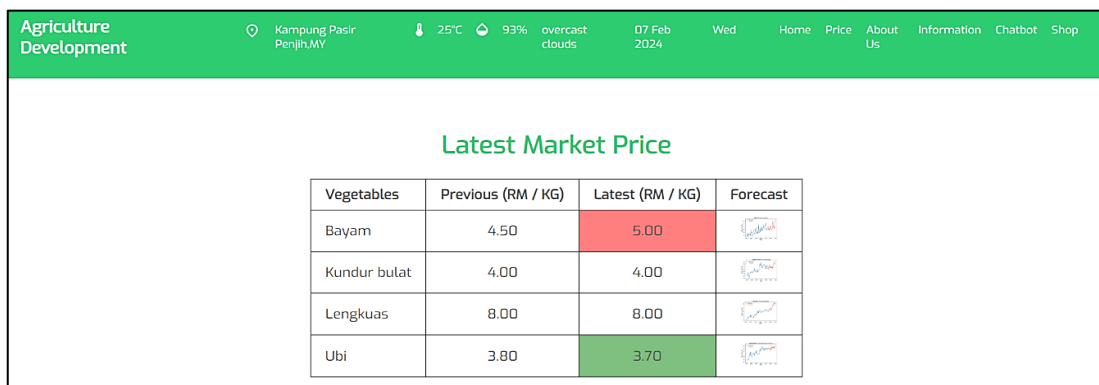 Agriculture
Development
Kampung Pasir
Penjih,MY
25°C
93%
overcast
clouds
07 Feb
2024
Wed
Home Price About
Us
Information Chatbot Shop
Latest Market Price
Vegetables Previous (RM / KG) Latest (RM / KG) Forecast
Bayam 4.50 5.00
Kundur bulat 4.00 4.00
Lengkuas 8.00 8.00
Ubi 3.80 3.70